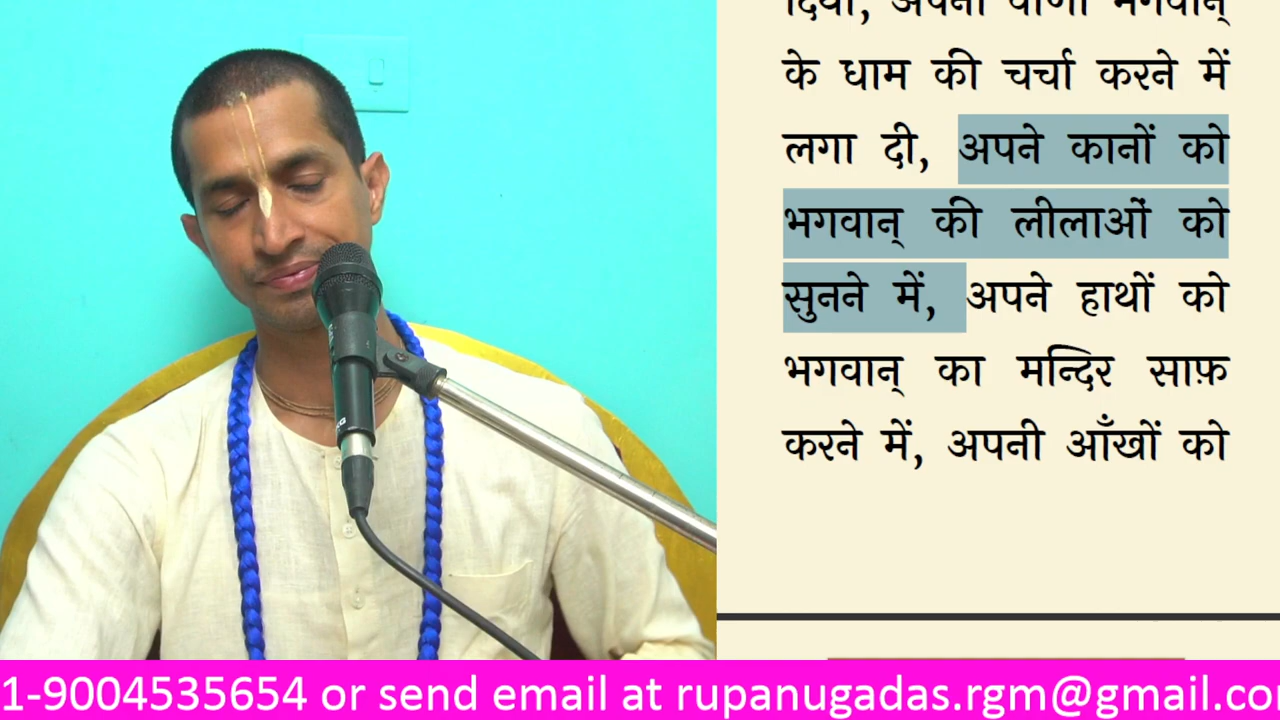 के धाम की चर्चा करने में
लगा दी, अपने कानों को
भगवान् की लीलाओं को
सुनने में, अपने हाथों को
भगवान् का मन्दिर साफ़
करने में, अपनी आँखों को
1-9004535654 or send email at rupanugadas.rgm@gmail.co